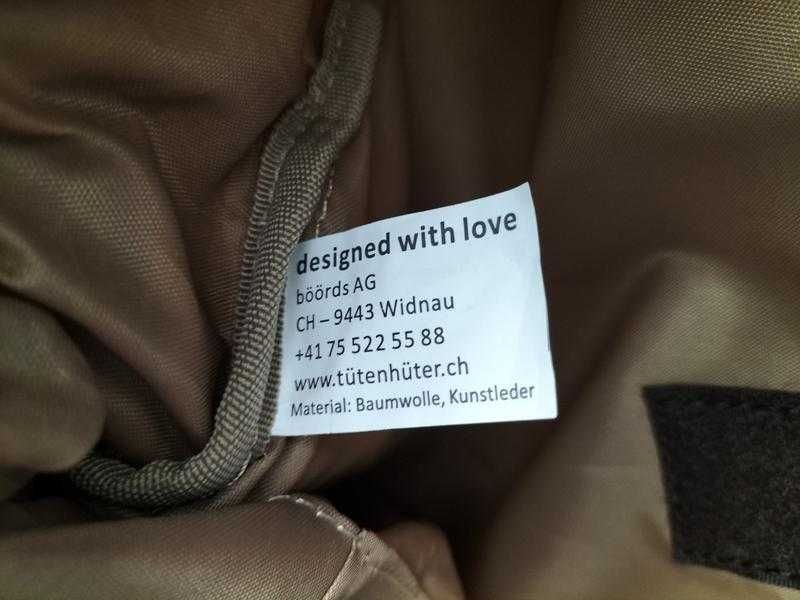 designed with love
böörds AG
CH – 9443 Widnau
+41 75 522 55 88
www.tütenhüter.ch
Material: Baumwolle, Kunstleder